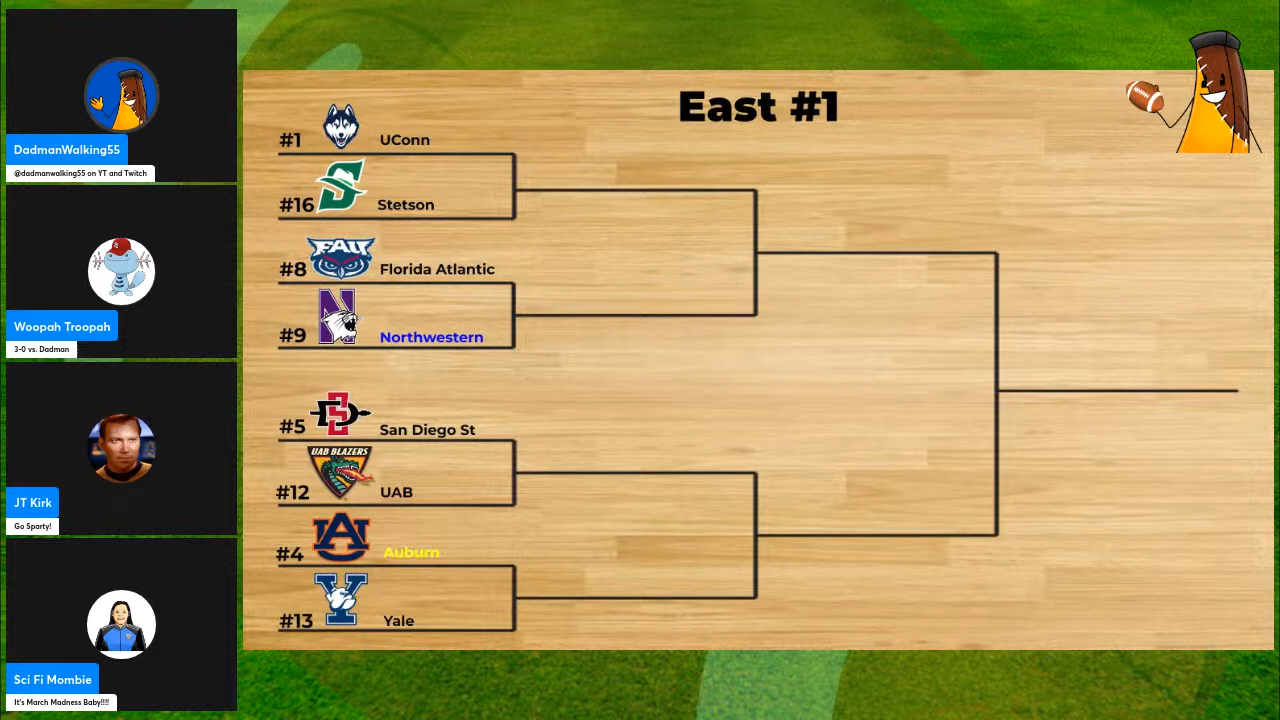 DadmanWalking55
@dadmanwalking55 on YT and Twitch
Woopah Troopah
3-0 vs. Dadman
JT Kirk
Go Sparty!
Sci Fi Mombie
It's March Madness Baby!!!!
East #1
#1 UConn
#16 S Stetson
#8 FAU Florida Atlantic
#9 N Northwestern
#5 SD San Diego St
#12 UAB BLAZERS UAB
#4 AU Auburn
#13 Y Yale